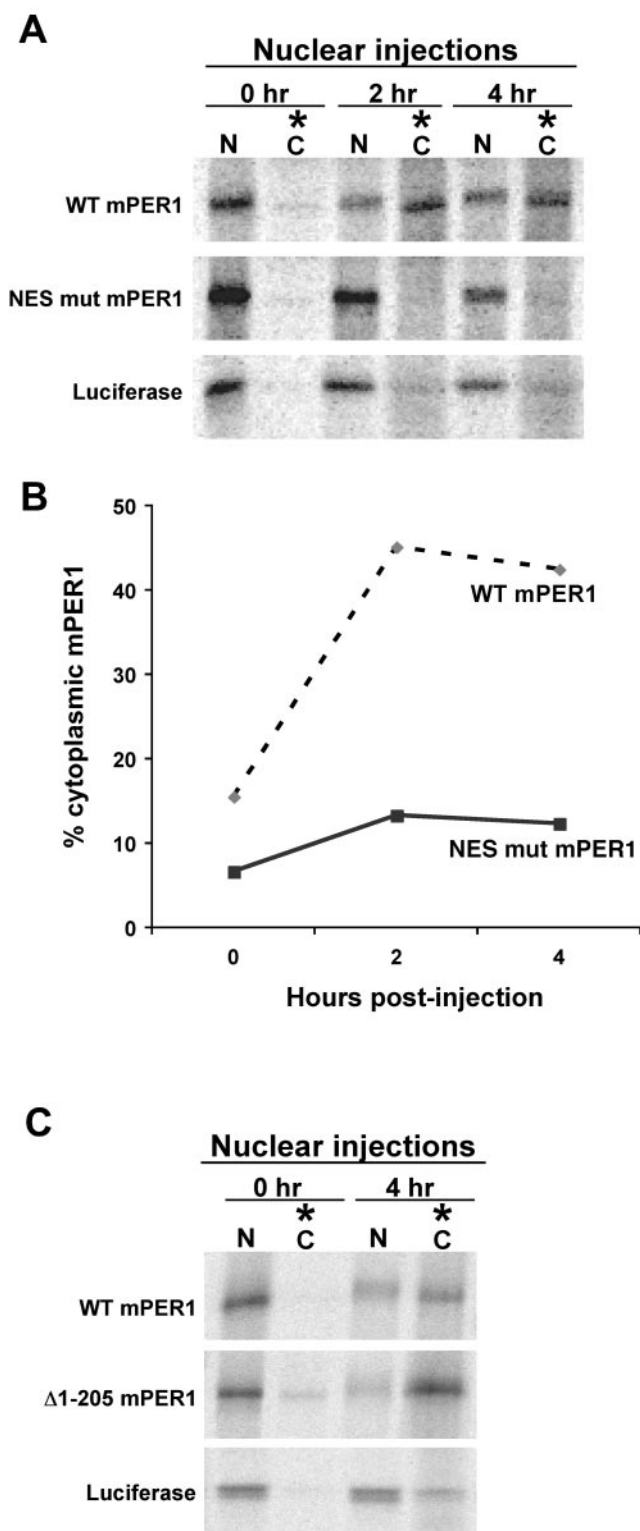 A
Nuclear injections
0 hr 2 hr 4 hr
* * *
N C N C N C
WT mPER1
NES mut mPER1
Luciferase
B
50
40
30
20
10
0
% cytoplasmic mPER1
WT mPER1
NES mut mPER1
0 2 4
Hours post-injection
C
Nuclear injections
0 hr 4 hr
* *
N C N C
WT mPER1
Δ1-205 mPER1
Luciferase